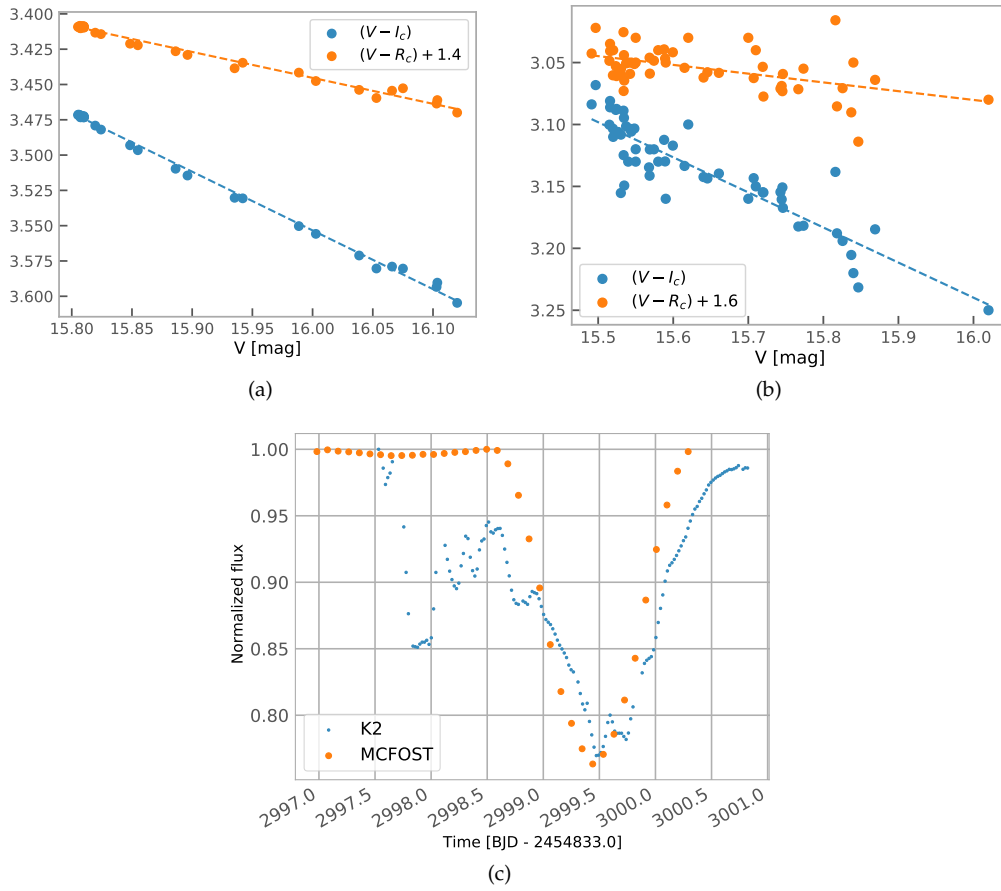 3.400
3.425
3.450
3.475
3.500
3.525
3.550
3.575
3.600
(V − I_c)
(V − R_c) + 1.4
15.80 15.85 15.90 15.95 16.00 16.05 16.10
V [mag]
(a)
3.05
3.10
3.15
3.20
3.25
(V − I_c)
(V − R_c) + 1.6
15.5 15.6 15.7 15.8 15.9 16.0
V [mag]
(b)
1.00
0.95
0.90
0.85
0.80
Normalized flux
K2
MCFOST
2997.0 2997.5 2998.0 2998.5 2999.0 2999.5 3000.0 3000.5 3001.0
Time [BJD - 2454833.0]
(c)